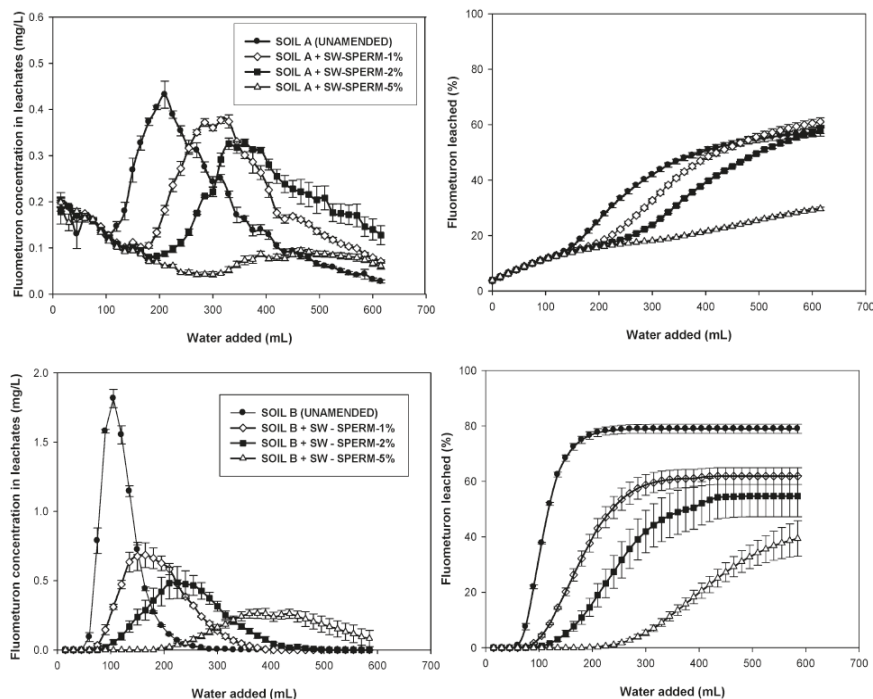 Fluometuron concentration in leachates (mg/L)
0.6
0.5
0.4
0.3
0.2
0.1
0.0
SOIL A (UNAMENDED)
SOIL A + SW-SPERM-1%
SOIL A + SW-SPERM-2%
SOIL A + SW-SPERM-5%
0 100 200 300 400 500 600 700
Water added (mL)
Fluometuron leached (%)
100
80
60
40
20
0
0 100 200 300 400 500 600 700
Water added (mL)
Fluometuron concentration in leachates (mg/L)
2.0
1.5
1.0
0.5
0.0
SOIL B (UNAMENDED)
SOIL B + SW - SPERM-1%
SOIL B + SW - SPERM-2%
SOIL B + SW - SPERM-5%
0 100 200 300 400 500 600 700
Water added (mL)
Fluometuron leached (%)
100
80
60
40
20
0
0 100 200 300 400 500 600 700
Water added (mL)